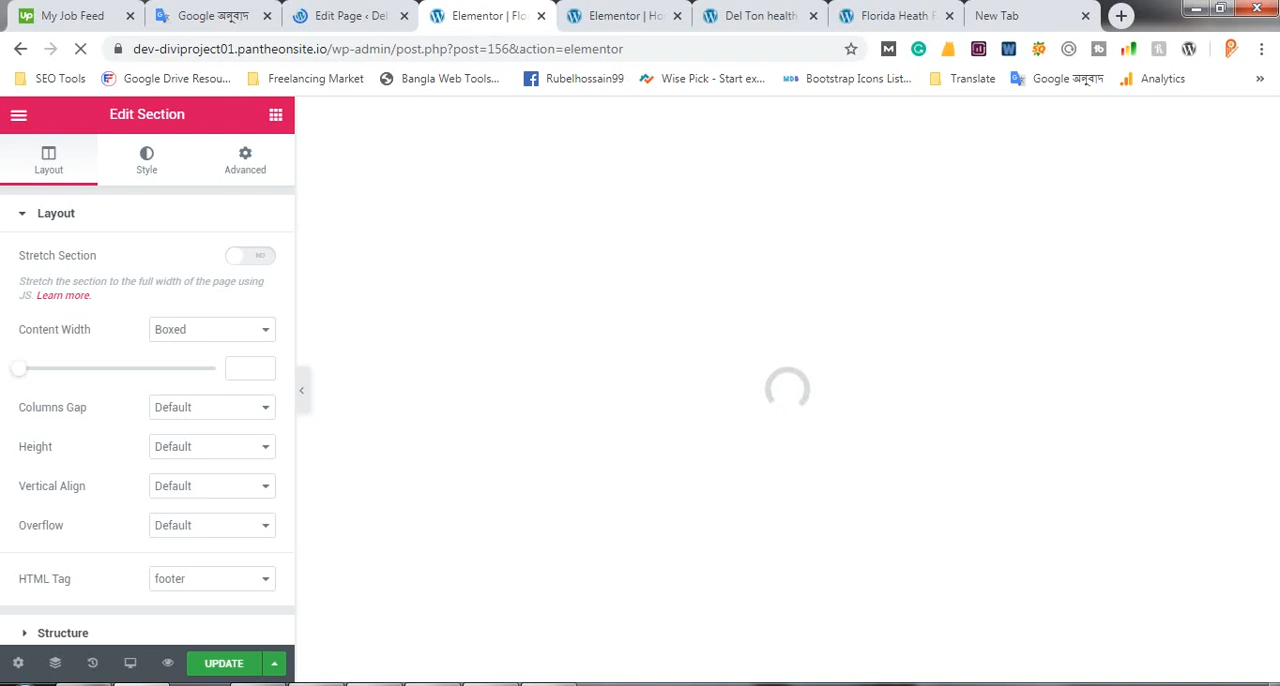 My Job Feed
Google অনুবাদ
Edit Page ‹ Del
Elementor | Flo
Elementor | Ho
Del Ton health
Florida Heath F
New Tab
dev-diviproject01.pantheonsite.io/wp-admin/post.php?post=156&action=elementor
SEO Tools
Google Drive Resou...
Freelancing Market
Bangla Web Tools...
Rubelhossain99
Wise Pick - Start ex...
Bootstrap Icons List...
Translate
Google অনুবাদ
Analytics
»
Edit Section
Layout
Style
Advanced
Layout
Stretch Section
NO
Stretch the section to the full width of the page using
JS. Learn more.
Content Width
Boxed
Columns Gap
Default
Height
Default
Vertical Align
Default
Overflow
Default
HTML Tag
footer
Structure
UPDATE